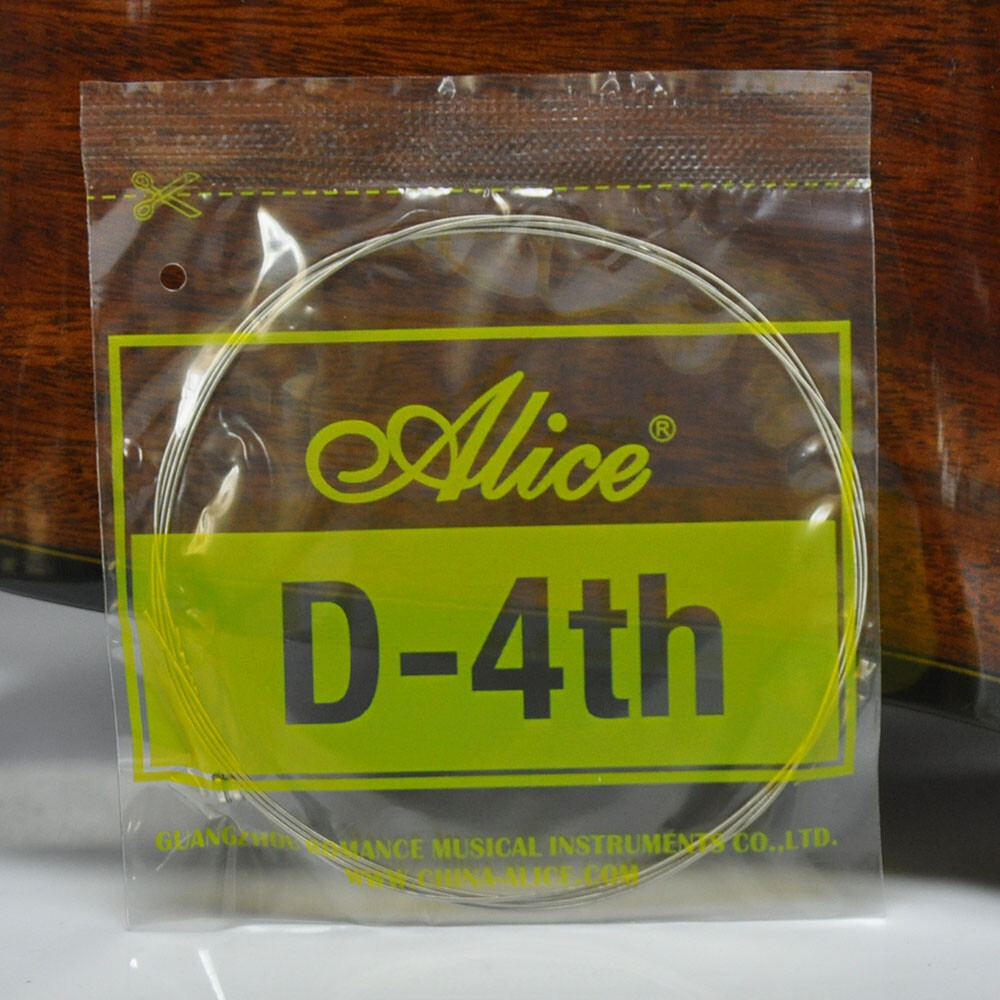 Alice®
D-4th
GUANGZHOU ROMANCE MUSICAL INSTRUMENTS CO.,LTD.
WWW.CHINA-ALICE.COM